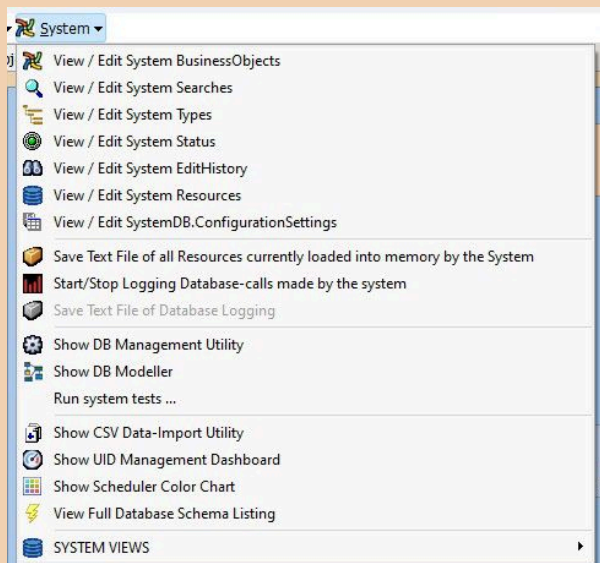 System
View / Edit System BusinessObjects
View / Edit System Searches
View / Edit System Types
View / Edit System Status
View / Edit System EditHistory
View / Edit System Resources
View / Edit SystemDB.ConfigurationSettings
Save Text File of all Resources currently loaded into memory by the System
Start/Stop Logging Database-calls made by the system
Save Text File of Database Logging
Show DB Management Utility
Show DB Modeller
Run system tests ...
Show CSV Data-Import Utility
Show UID Management Dashboard
Show Scheduler Color Chart
View Full Database Schema Listing
SYSTEM VIEWS